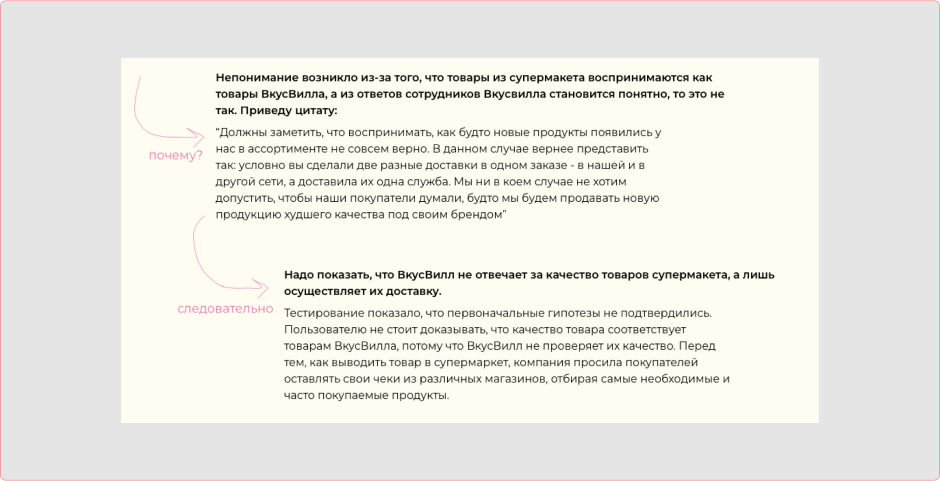 Непонимание возникло из-за того, что товары из супермакета воспринимаются как
товары ВкусВилла, а из ответов сотрудников Вкусвилла становится понятно, то это не
так. Приведу цитату:
почему?
“Должны заметить, что воспринимать, как будто новые продукты появились у
нас в ассортименте не совсем верно. В данном случае вернее представить
так: условно вы сделали две разные доставки в одном заказе - в нашей и в
другой сети, а доставила их одна служба. Мы ни в коем случае не хотим
допустить, чтобы наши покупатели думали, будто мы будем продавать новую
продукцию худшего качества под своим брендом”
следовательно
Надо показать, что ВкусВилл не отвечает за качество товаров супермакета, а лишь
осуществляет их доставку.
Тестирование показало, что первоначальные гипотезы не подтвердились.
Пользователю не стоит доказывать, что качество товара соответствует
товарам ВкусВилла, потому что ВкусВилл не проверяет их качество. Перед
тем, как выводить товар в супермаркет, компания просила покупателей
оставлять свои чеки из различных магазинов, отбирая самые необходимые и
часто покупаемые продукты.